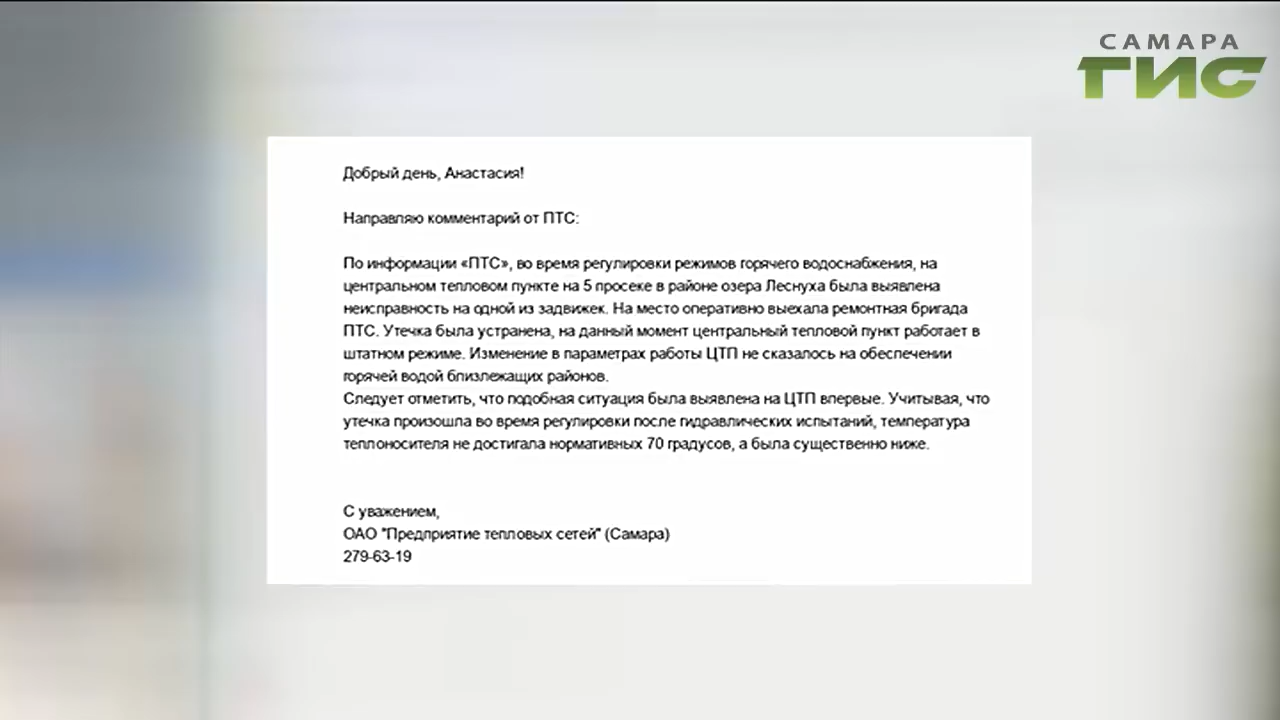 САМАРА
ГИС
Добрый день, Анастасия!
Направляю комментарий от ПТС:
По информации «ПТС», во время регулировки режимов горячего водоснабжения, на
центральном тепловом пункте на 5 просеке в районе озера Леснуха была выявлена
неисправность на одной из задвижек. На место оперативно выехала ремонтная бригада
ПТС. Утечка была устранена, на данный момент центральный тепловой пункт работает в
штатном режиме. Изменение в параметрах работы ЦТП не сказалось на обеспечении
горячей водой близлежащих районов.
Следует отметить, что подобная ситуация была выявлена на ЦТП впервые. Учитывая, что
утечка произошла во время регулировки после гидравлических испытаний, температура
теплоносителя не достигала нормативных 70 градусов, а была существенно ниже.
С уважением,
ОАО "Предприятие тепловых сетей" (Самара)
279-63-19